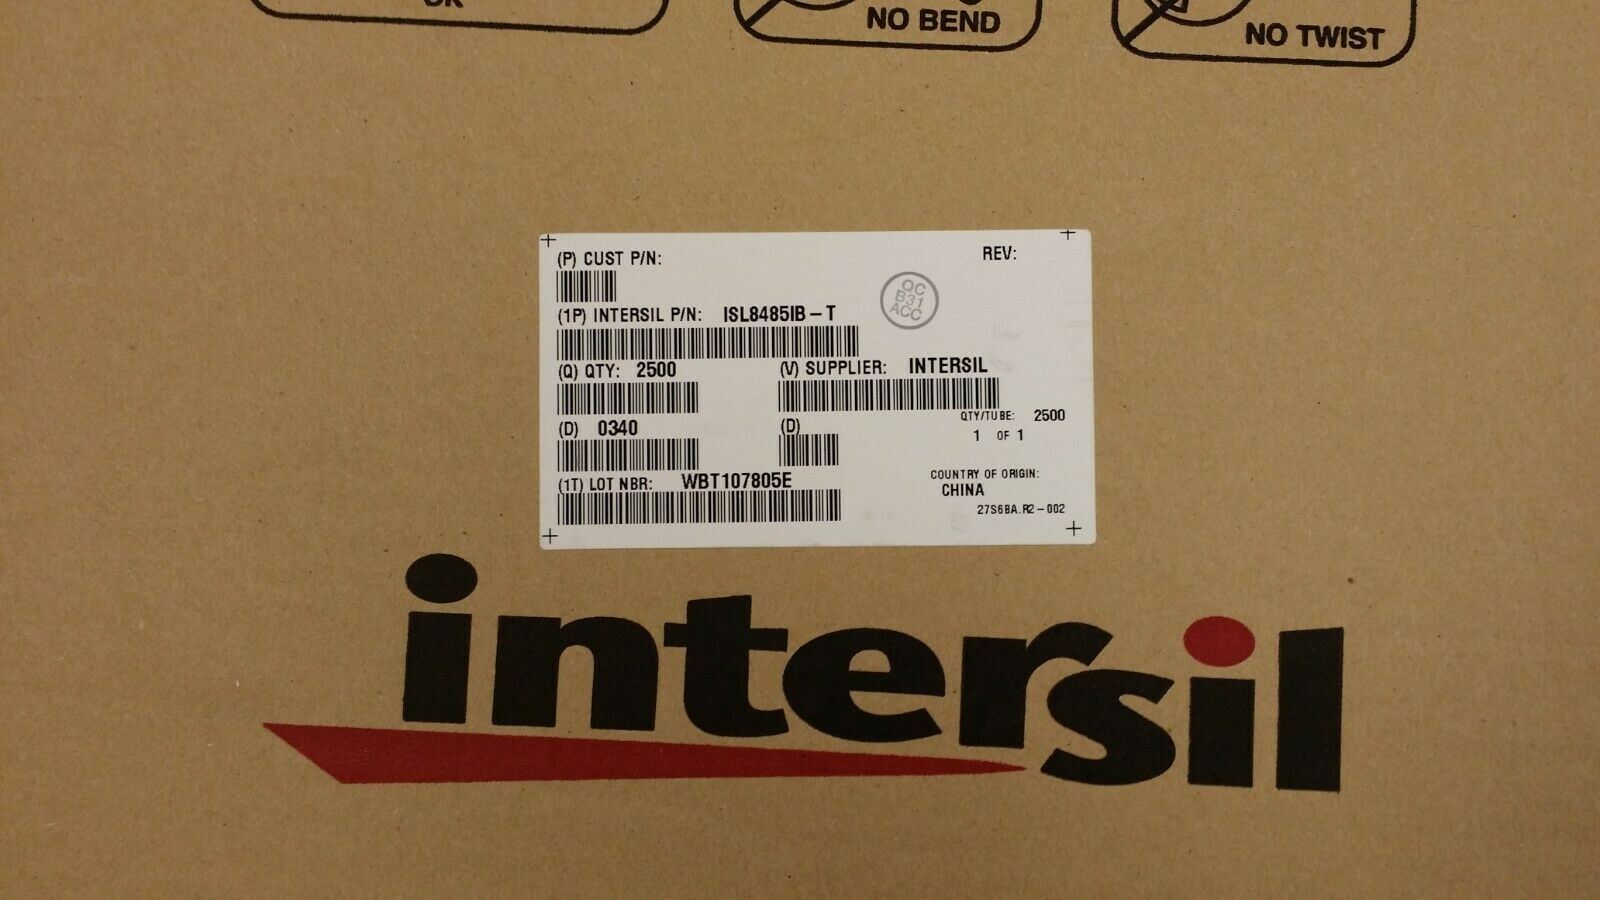 OK
NO BEND
NO TWIST
(P) CUST P/N:
REV:
QC
B31
ACC
(1P) INTERSIL P/N: ISL8485IB-T
(Q) QTY: 2500
(V) SUPPLIER: INTERSIL
QTY/TUBE: 2500
(D) 0340
(D)
1 OF 1
(1T) LOT NBR: WBT107805E
COUNTRY OF ORIGIN:
CHINA
27S6BA.R2-002
intersil